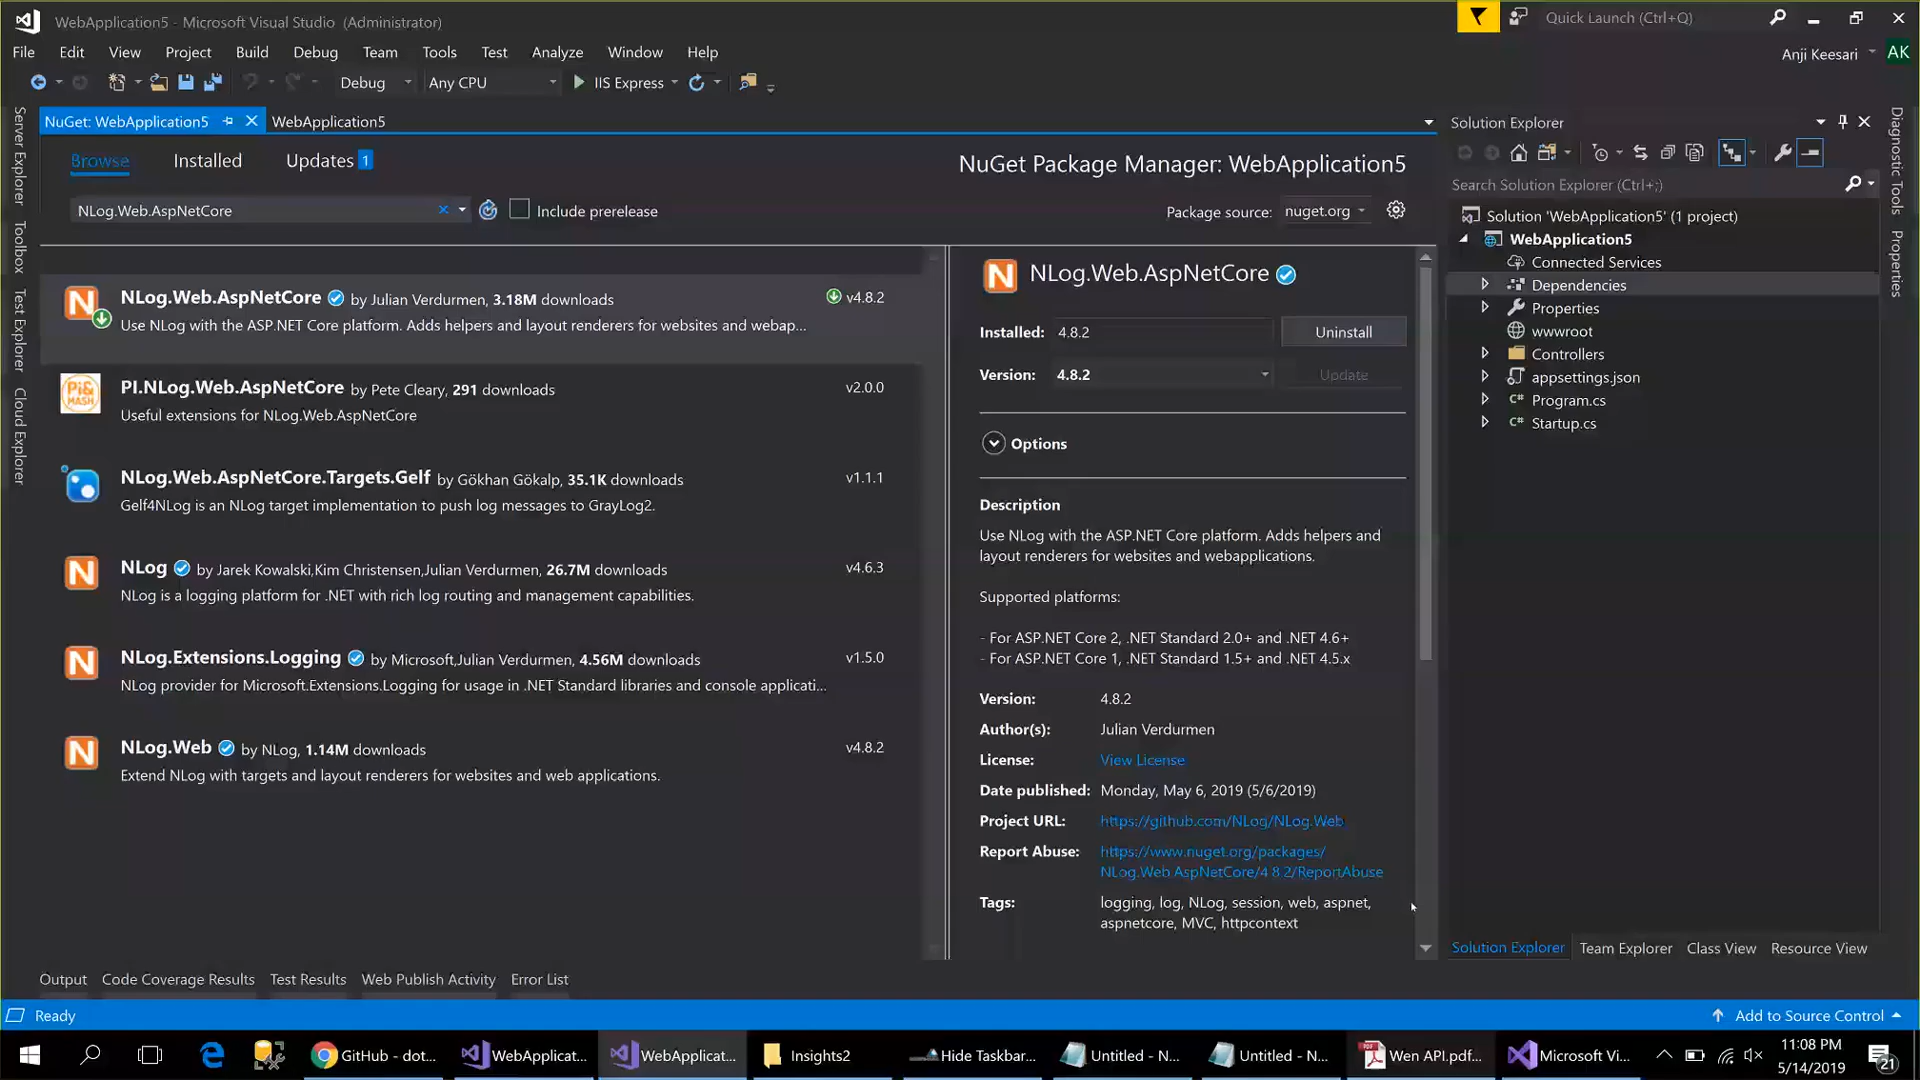 WebApplication5 - Microsoft Visual Studio (Administrator)
Quick Launch (Ctrl+Q)
File Edit View Project Build Debug Team Tools Test Analyze Window Help
Anji Keesari AK
Debug Any CPU IIS Express
Server Explorer
Toolbox
Test Explorer
Cloud Explorer
NuGet: WebApplication5 WebApplication5
Browse Installed Updates 1
NuGet Package Manager: WebApplication5
NLog.Web.AspNetCore
Include prerelease
Package source: nuget.org
NLog.Web.AspNetCore by Julian Verdurmen, 3.18M downloads v4.8.2
Use NLog with the ASP.NET Core platform. Adds helpers and layout renderers for websites and webap...
PI & MASH
PI.NLog.Web.AspNetCore by Pete Cleary, 291 downloads v2.0.0
Useful extensions for NLog.Web.AspNetCore
NLog.Web.AspNetCore.Targets.Gelf by Gökhan Gökalp, 35.1K downloads v1.1.1
Gelf4NLog is an NLog target implementation to push log messages to GrayLog2.
N
NLog by Jarek Kowalski,Kim Christensen,Julian Verdurmen, 26.7M downloads v4.6.3
NLog is a logging platform for .NET with rich log routing and management capabilities.
N
NLog.Extensions.Logging by Microsoft,Julian Verdurmen, 4.56M downloads v1.5.0
NLog provider for Microsoft.Extensions.Logging for usage in .NET Standard libraries and console applicati...
N
NLog.Web by NLog, 1.14M downloads v4.8.2
Extend NLog with targets and layout renderers for websites and web applications.
N NLog.Web.AspNetCore
Installed: 4.8.2 Uninstall
Version: 4.8.2 Update
Options
Description
Use NLog with the ASP.NET Core platform. Adds helpers and
layout renderers for websites and webapplications.
Supported platforms:
- For ASP.NET Core 2, .NET Standard 2.0+ and .NET 4.6+
- For ASP.NET Core 1, .NET Standard 1.5+ and .NET 4.5.x
Version: 4.8.2
Author(s): Julian Verdurmen
License: View License
Date published: Monday, May 6, 2019 (5/6/2019)
Project URL: https://github.com/NLog/NLog.Web
Report Abuse: https://www.nuget.org/packages/
NLog.Web.AspNetCore/4.8.2/ReportAbuse
Tags: logging, log, NLog, session, web, aspnet,
aspnetcore, MVC, httpcontext
Solution Explorer
Search Solution Explorer (Ctrl+;)
Solution 'WebApplication5' (1 project)
WebApplication5
Connected Services
Dependencies
Properties
wwwroot
Controllers
appsettings.json
C# Program.cs
C# Startup.cs
Solution Explorer Team Explorer Class View Resource View
Diagnostic Tools
Properties
Output Code Coverage Results Test Results Web Publish Activity Error List
Ready
Add to Source Control
GitHub - dot...
WebApplicat...
WebApplicat...
Insights2
Hide Taskbar...
Untitled - N...
Untitled - N...
Wen API.pdf...
Microsoft Vi...
11:08 PM
5/14/2019
21